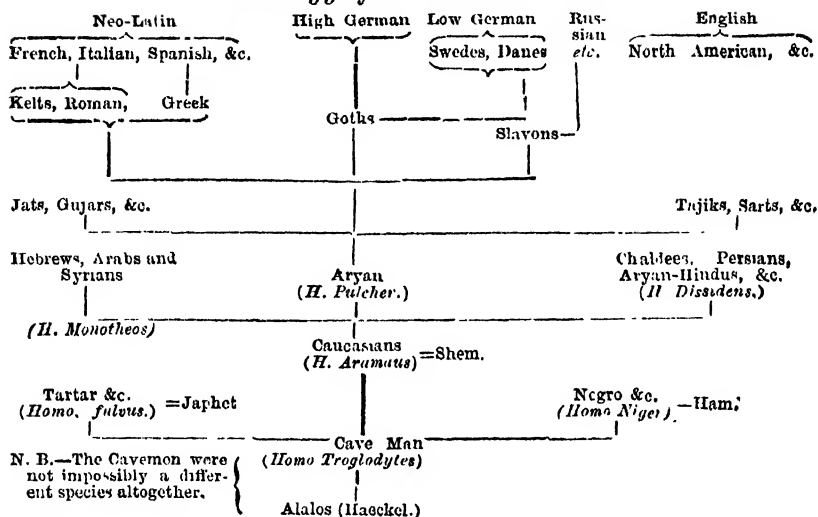 Neo-Latin High German Low German Rus- English
French, Italian, Spanish, &c. Swedes, Danes sian North American, &c.
etc.
Kelts, Roman, Greek
Goths
Slavons
Jats, Gujars, &c. Tajiks, Sarts, &c.
Hebrews, Arabs and Chaldees, Persians,
Syrians Aryan Aryan-Hindus, &c.
(H. Pulcher.) (H Dissidens.)
(H. Monotheos)
Caucasians
(H. Aramaus) =Shem.
Tartar &c. Negro &c.
(Homo. fulvus.) =Japhet (Homo Niger) —Ham.
Cave Man
N. B.—The Cavemen were (Homo Troglodytes)
not impossibly a differ-
ent species altogether.
Alalos (Haeckel.)